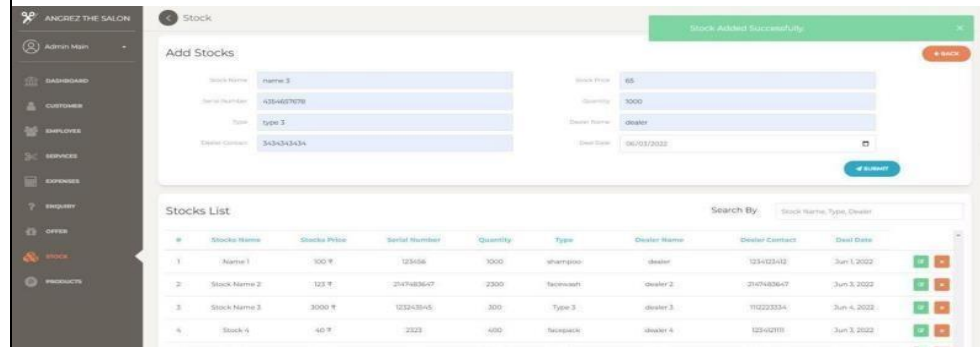 ANGREZ THE SALON
Stock
Stock Added Successfully.
Admin Main
Add Stocks
BACK
Stock Name name 3 Stock Price 65
Serial Number 4354657678 Quantity 1000
Type type 3 Dealer Name dealer
Dealer Contact 3434343434 Deal Date 06/03/2022
SUBMIT
DASHBOARD
CUSTOMER
EMPLOYEE
SERVICES
EXPENSES
ENQUIRY
OFFER
STOCK
PRODUCTS
Stocks List Search By Stock Name, Type, Dealer
# Stocks Name Stocks Price Serial Number Quantity Type Dealer Name Dealer Contact Deal Date
1 Name 1 100 ₹ 123456 1000 shampoo dealer 1234123412 Jun 1, 2022
2 Stock Name 2 123 ₹ 2147483647 2300 facewash dealer 2 2147483647 Jun 3, 2022
3 Stock Name 3 3000 ₹ 123243545 300 Type 3 dealer 3 1112223334 Jun 4, 2022
4 Stock 4 40 ₹ 2323 400 facepack dealer 4 Jun 3, 2022